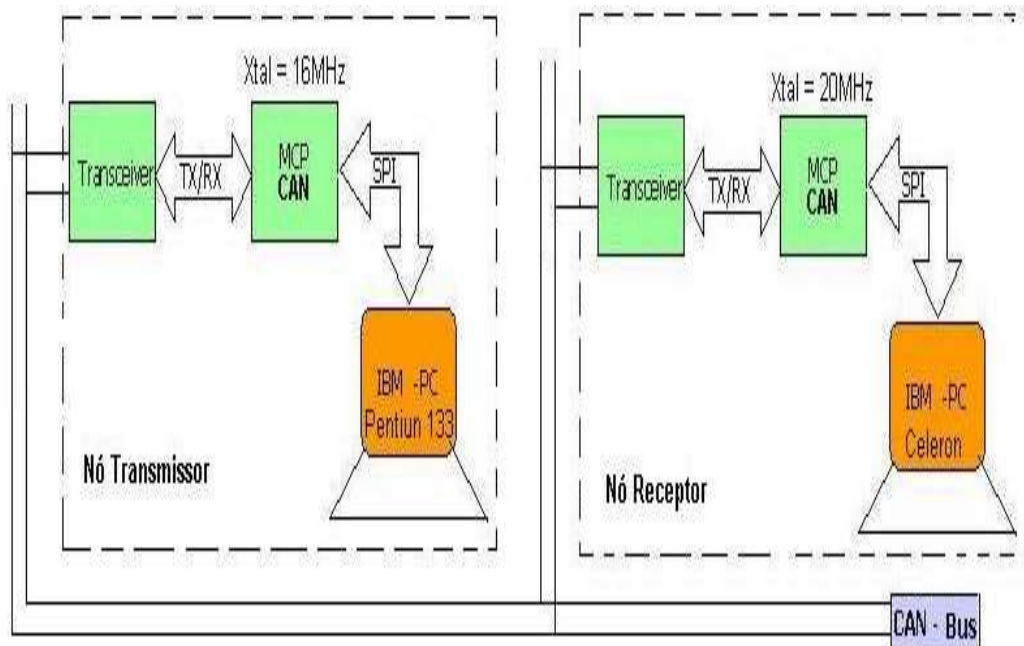 Xtal = 16MHz
Transceiver
TX/RX
MCP
CAN
SPI
IBM -PC
Pentiun 133
Nó Transmissor
Xtal = 20MHz
Transceiver
TX/RX
MCP
CAN
SPI
IBM -PC
Celeron
Nó Receptor
CAN - Bus